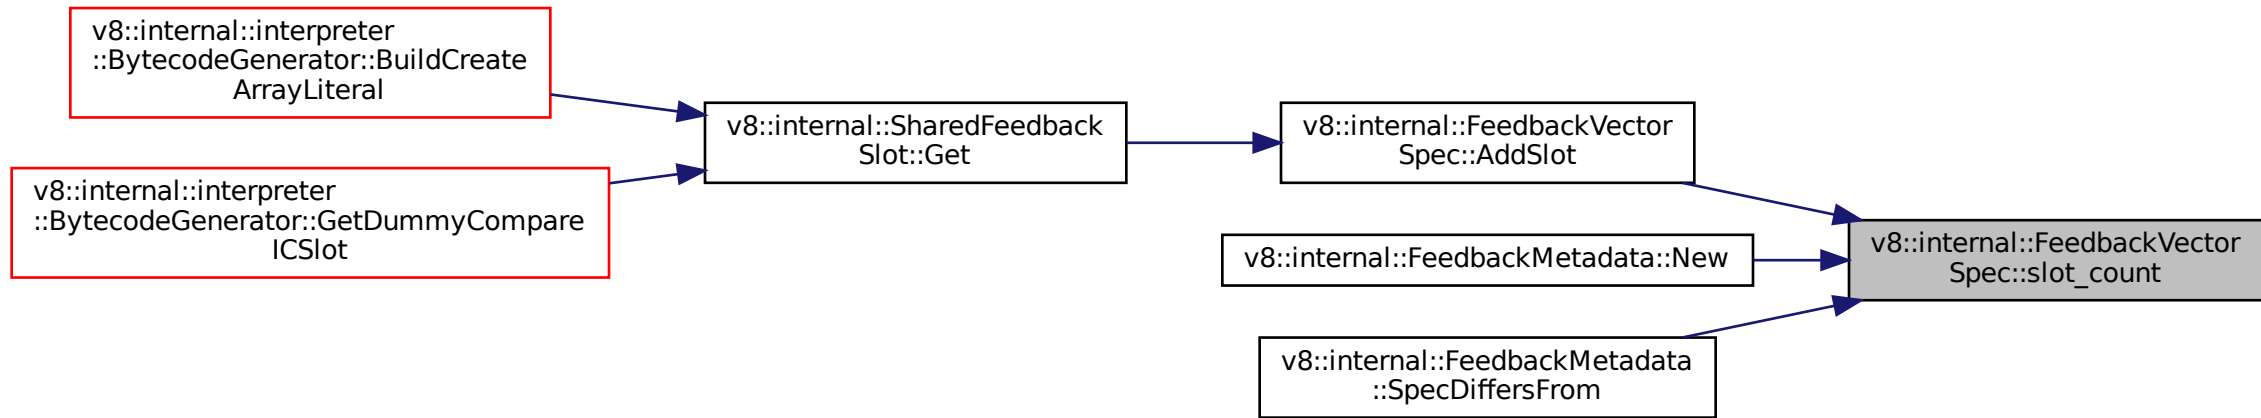 v8::internal::interpreter
::BytecodeGenerator::BuildCreate
ArrayLiteral
v8::internal::interpreter
::BytecodeGenerator::GetDummyCompare
ICSlot
v8::internal::SharedFeedback
Slot::Get
v8::internal::FeedbackVector
Spec::AddSlot
v8::internal::FeedbackMetadata::New
v8::internal::FeedbackMetadata
::SpecDiffersFrom
v8::internal::FeedbackVector
Spec::slot_count